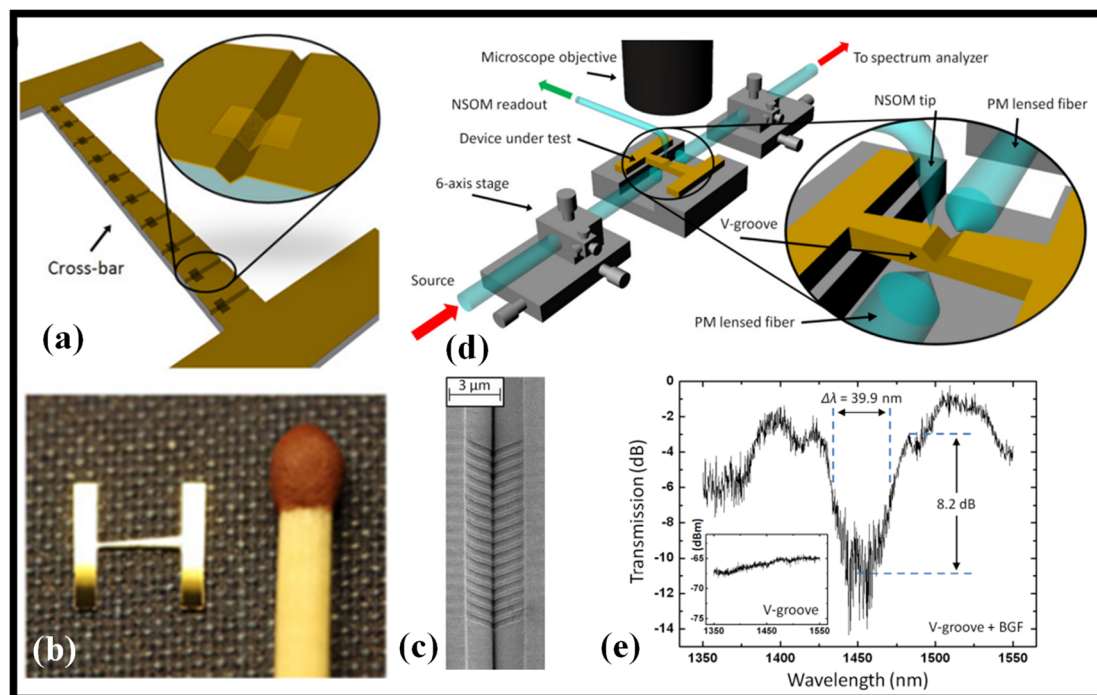 Cross-bar
(a)
Microscope objective
NSOM readout
Device under test
6-axis stage
Source
To spectrum analyzer
NSOM tip
PM lensed fiber
V-groove
PM lensed fiber
(d)
(b)
3 μm
(c)
Δλ = 39.9 nm
8.2 dB
Transmission (dB)
0
-2
-4
-6
-8
-10
-12
-14
1350
1400
1450
1500
1550
Wavelength (nm)
(dBm)
-65
-75
1350
1450
1550
V-groove
V-groove + BGF
(e)